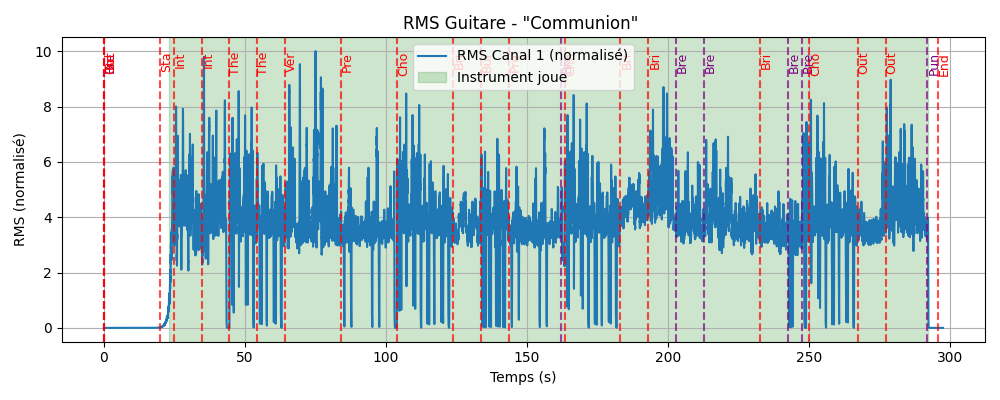 RMS Guitare - "Communion"
RMS Canal 1 (normalisé)
Instrument joue
RMS (normalisé)
10
8
6
4
2
0
Sta
Int
Int
The
The
Ver
Pre
Cho
Bri
Bre
Bre
Bri
Bre
Bre
Cho
Out
Out
Pun
End
0
50
100
150
200
250
300
Temps (s)